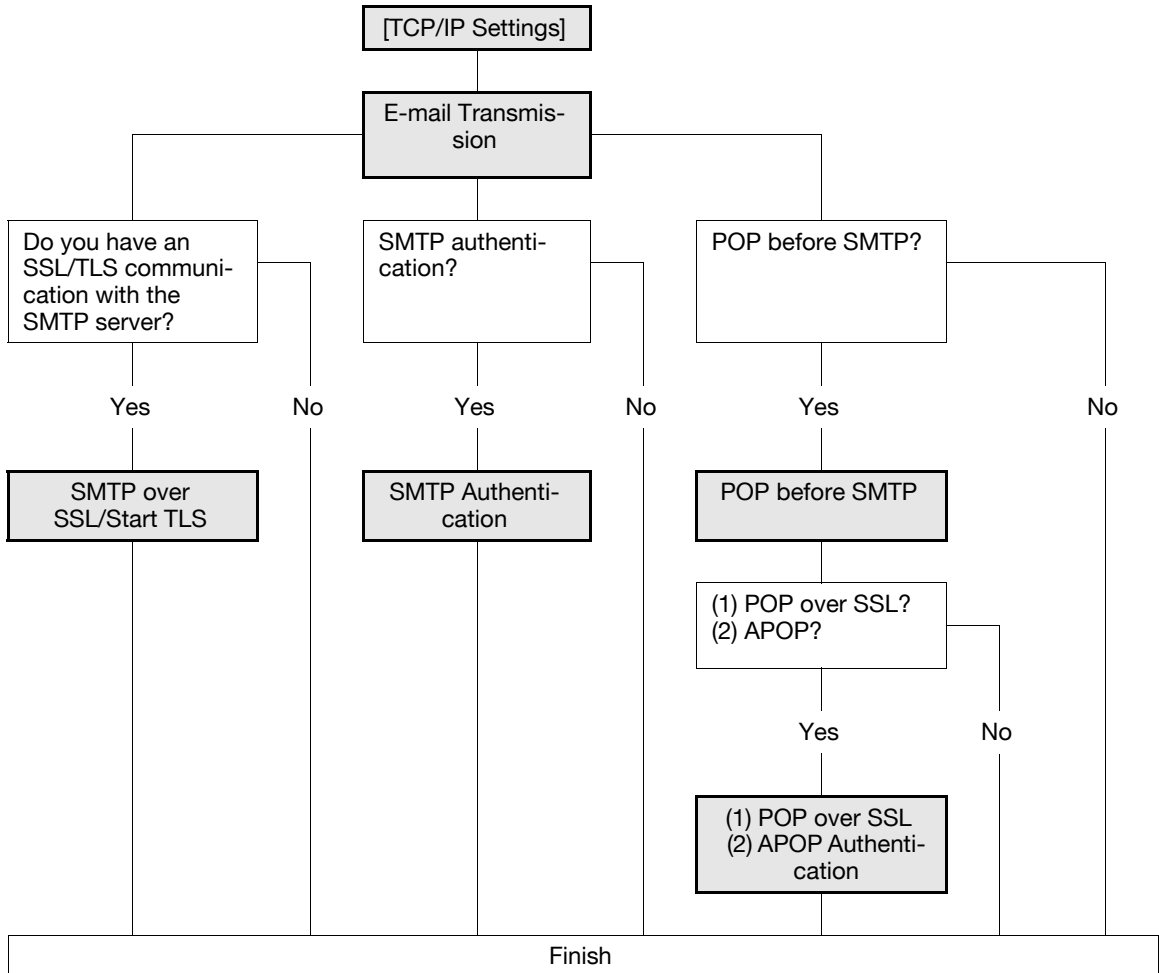 [TCP/IP Settings]
E-mail Transmis-
sion
Do you have an
SSL/TLS communi-
cation with the
SMTP server?
SMTP authenti-
cation?
POP before SMTP?
Yes
No
Yes
No
Yes
No
SMTP over
SSL/Start TLS
SMTP Authenti-
cation
POP before SMTP
(1) POP over SSL?
(2) APOP?
Yes
No
(1) POP over SSL
(2) APOP Authenti-
cation
Finish